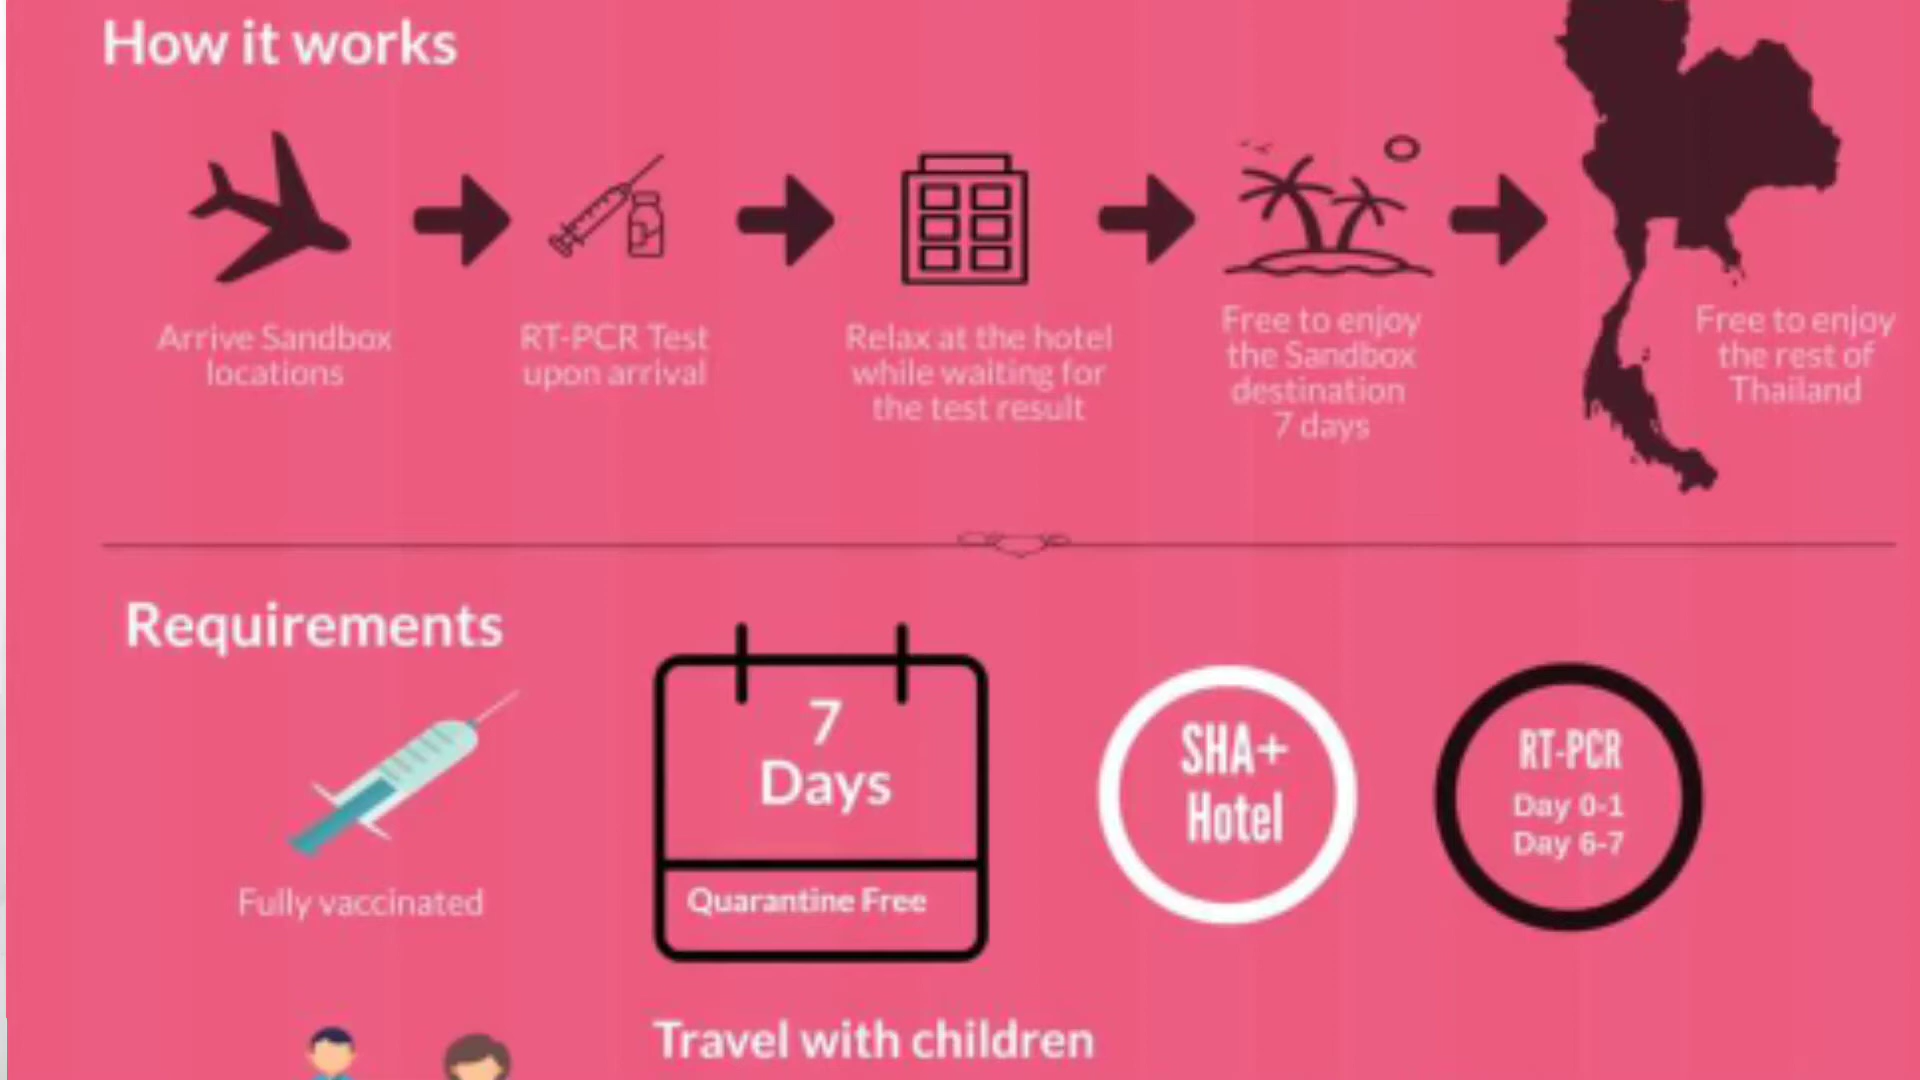 How it works
Arrive Sandbox
locations
RT-PCR Test
upon arrival
Relax at the hotel
while waiting for
the test result
Free to enjoy
the Sandbox
destination
7 days
Free to enjoy
the rest of
Thailand
Requirements
Fully vaccinated
7
Days
Quarantine Free
SHA+
Hotel
RT-PCR
Day 0-1
Day 6-7
Travel with children